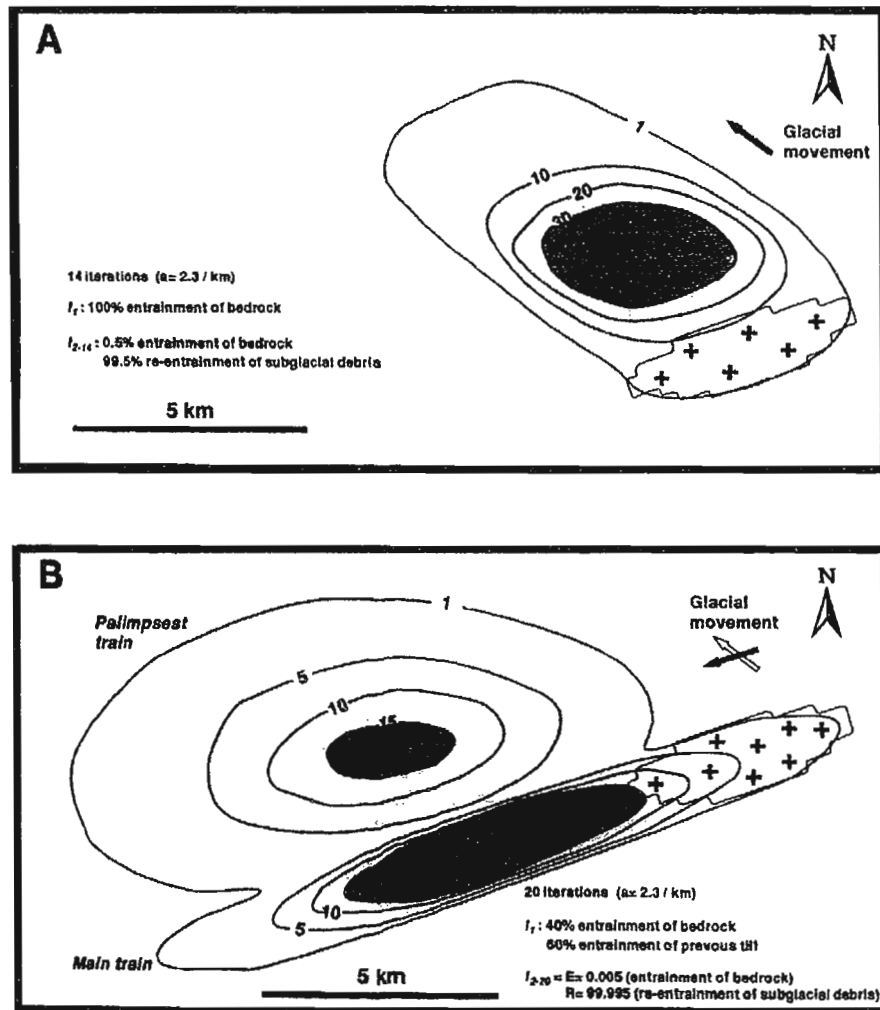 A
N
Glacial
movement
1
10
20
30
14 iterations (a= 2.3 / km)
I1 : 100% entrainment of bedrock
I2-14 : 0.5% entrainment of bedrock
99.5% re-entrainment of subglacial debris
5 km
B
N
Glacial
movement
Palimpsest
train
1
5
10
15
10
5
20 iterations (a= 2.3 / km)
I1 : 40% entrainment of bedrock
60% entrainment of prevous till
Main train
5 km
I2-20 = E= 0.005 (entrainment of bedrock)
R= 99.995 (re-entrainment of subglacial debris)